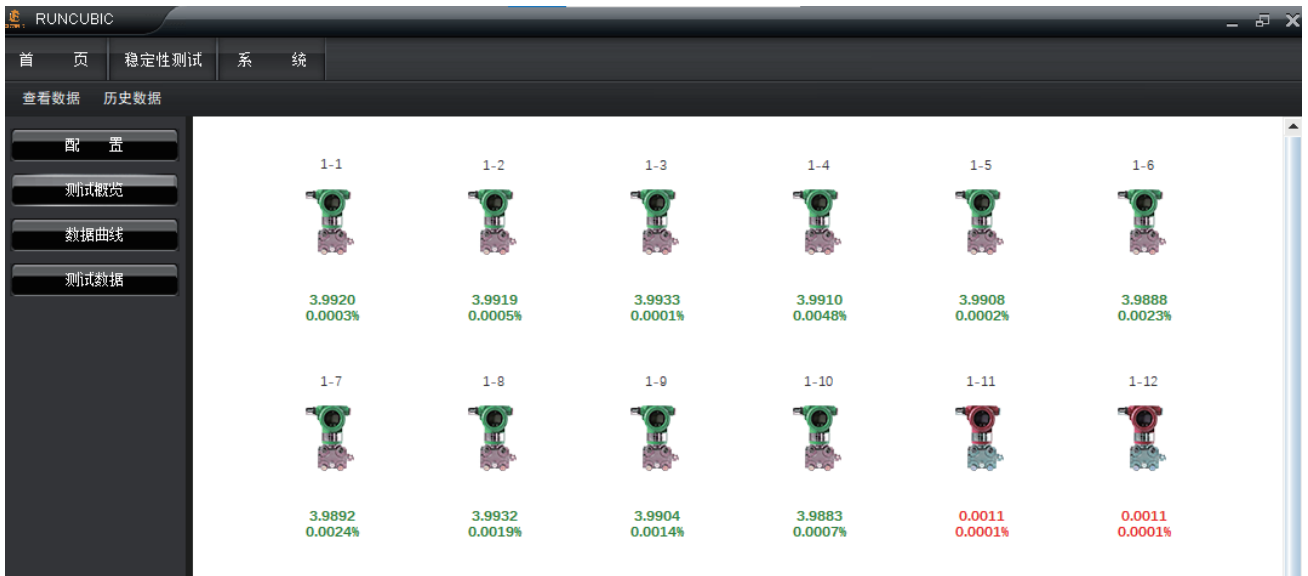 RUNCUBIC
首 页 稳定性测试 系 统
查看数据 历史数据
配 置
测试概览
数据曲线
测试数据
1-1 1-2 1-3 1-4 1-5 1-6
3.9920 3.9919 3.9933 3.9910 3.9908 3.9888
0.0003% 0.0005% 0.0001% 0.0048% 0.0002% 0.0023%
1-7 1-8 1-9 1-10 1-11 1-12
3.9892 3.9932 3.9904 3.9883 0.0011 0.0011
0.0024% 0.0019% 0.0014% 0.0007% 0.0001% 0.0001%